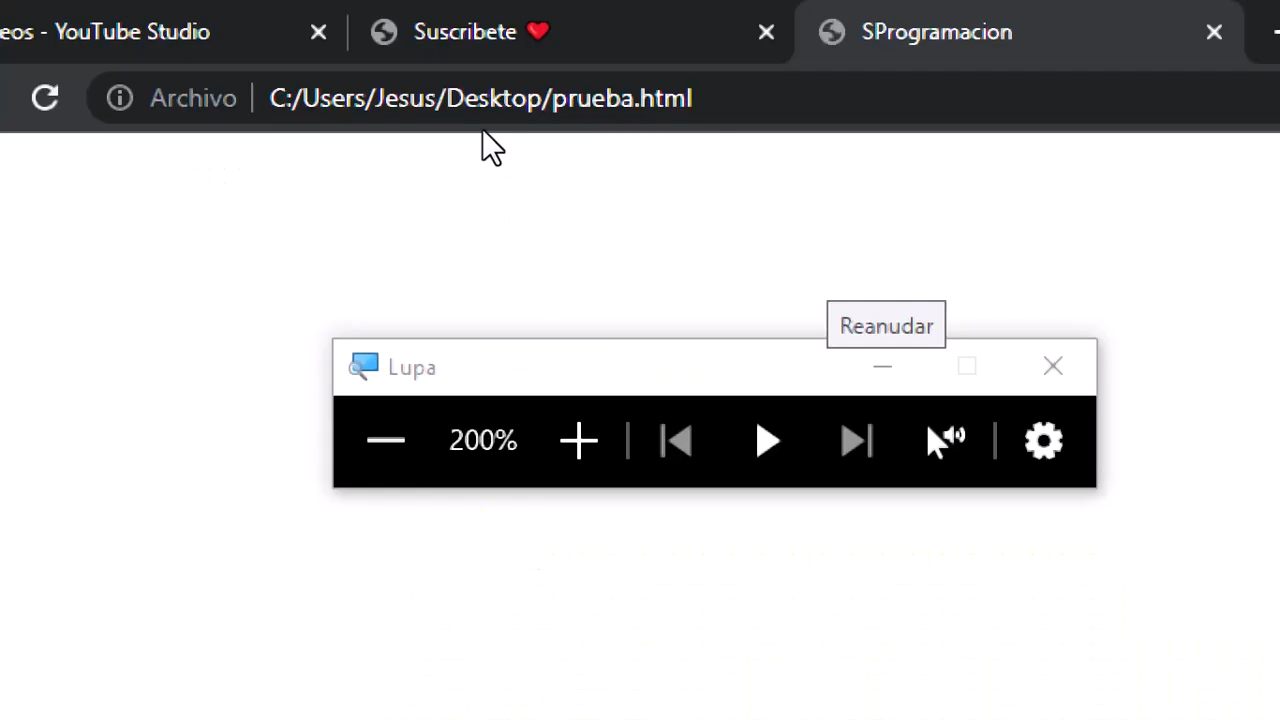 eos - YouTube Studio
Suscribete ❤️
SProgramacion
Archivo
C:/Users/Jesus/Desktop/prueba.html
Reanudar
Lupa
200%